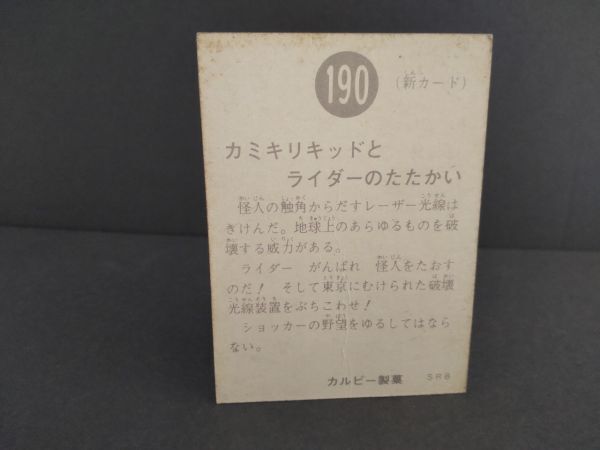 190
(新カード)
カミキリキッドと
ライダーのたたかい
怪人の触角からだすレーザー光線は
きけんだ。地球上のあらゆるものを破
壊する威力がある。
ライダー がんばれ 怪人をたおす
のだ! そして東京にむけられた破壊
光線装置をぶちこわせ!
ショッカーの野望をゆるしてはなら
ない。
カルビー製菓 SR8